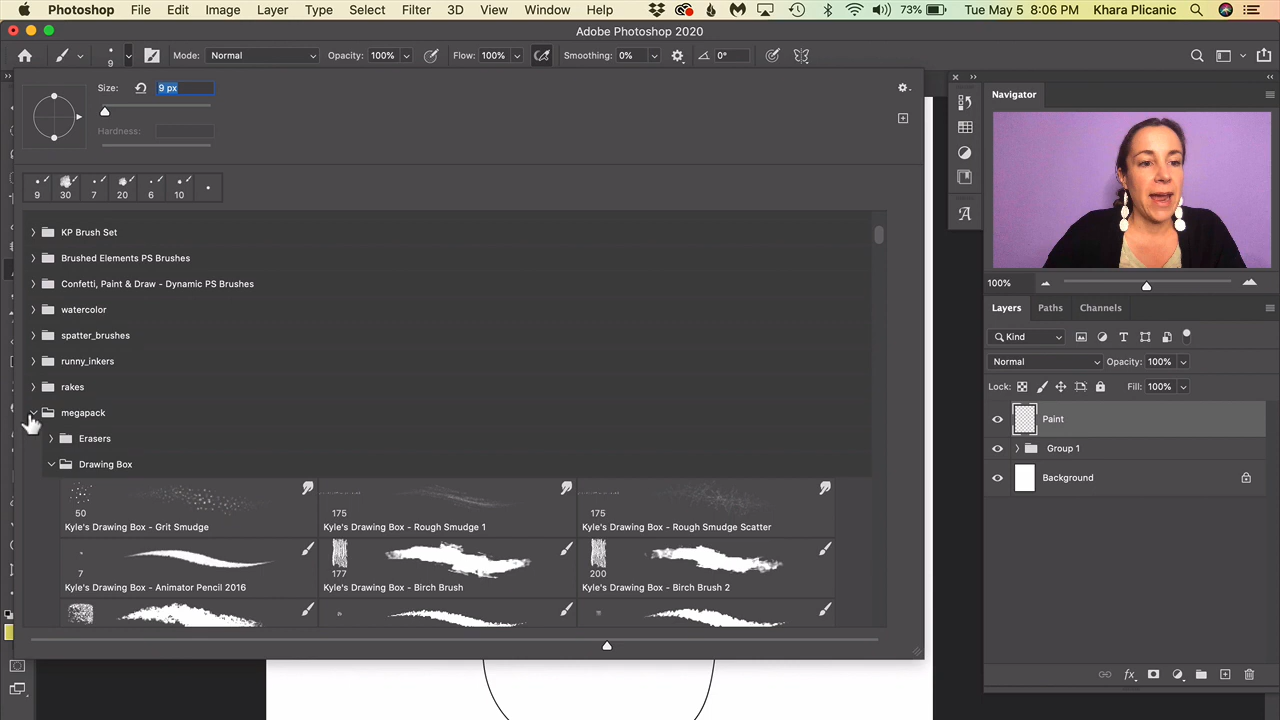 Photoshop File Edit Image Layer Type Select Filter 3D View Window Help 73% Tue May 5 8:06 PM Khara Plicanic
Adobe Photoshop 2020
9 Mode: Normal Opacity: 100% Flow: 100% Smoothing: 0% 0°
Size: 9 px
Hardness:
9 30 7 20 6 10
KP Brush Set
Brushed Elements PS Brushes
Confetti, Paint & Draw - Dynamic PS Brushes
watercolor
spatter_brushes
runny_inkers
rakes
megapack
Erasers
Drawing Box
50 175 175
Kyle's Drawing Box - Grit Smudge Kyle's Drawing Box - Rough Smudge 1 Kyle's Drawing Box - Rough Smudge Scatter
7 177 200
Kyle's Drawing Box - Animator Pencil 2016 Kyle's Drawing Box - Birch Brush Kyle's Drawing Box - Birch Brush 2
Navigator
100%
Layers Paths Channels
Kind
Normal Opacity: 100%
Lock: Fill: 100%
Paint
Group 1
Background
fx